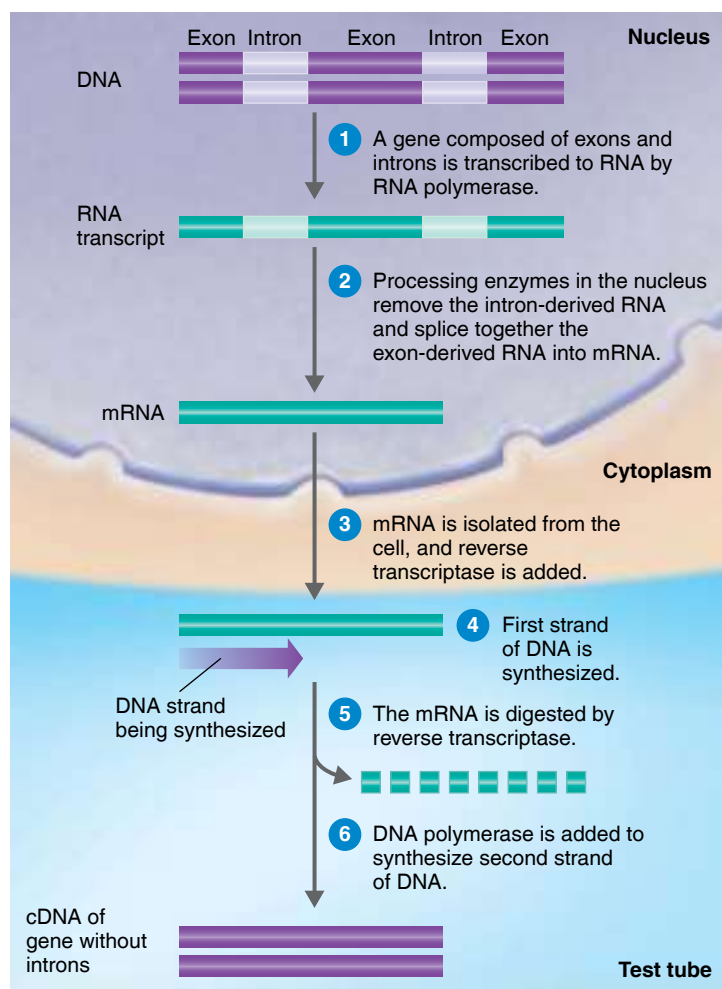 Exon Intron Exon Intron Exon
Nucleus
DNA
1 A gene composed of exons and
introns is transcribed to RNA by
RNA polymerase.
RNA
transcript
2 Processing enzymes in the nucleus
remove the intron-derived RNA
and splice together the
exon-derived RNA into mRNA.
mRNA
Cytoplasm
3 mRNA is isolated from the
cell, and reverse
transcriptase is added.
4 First strand
of DNA is
synthesized.
DNA strand
being synthesized
5 The mRNA is digested by
reverse transcriptase.
6 DNA polymerase is added to
synthesize second strand
of DNA.
cDNA of
gene without
introns
Test tube